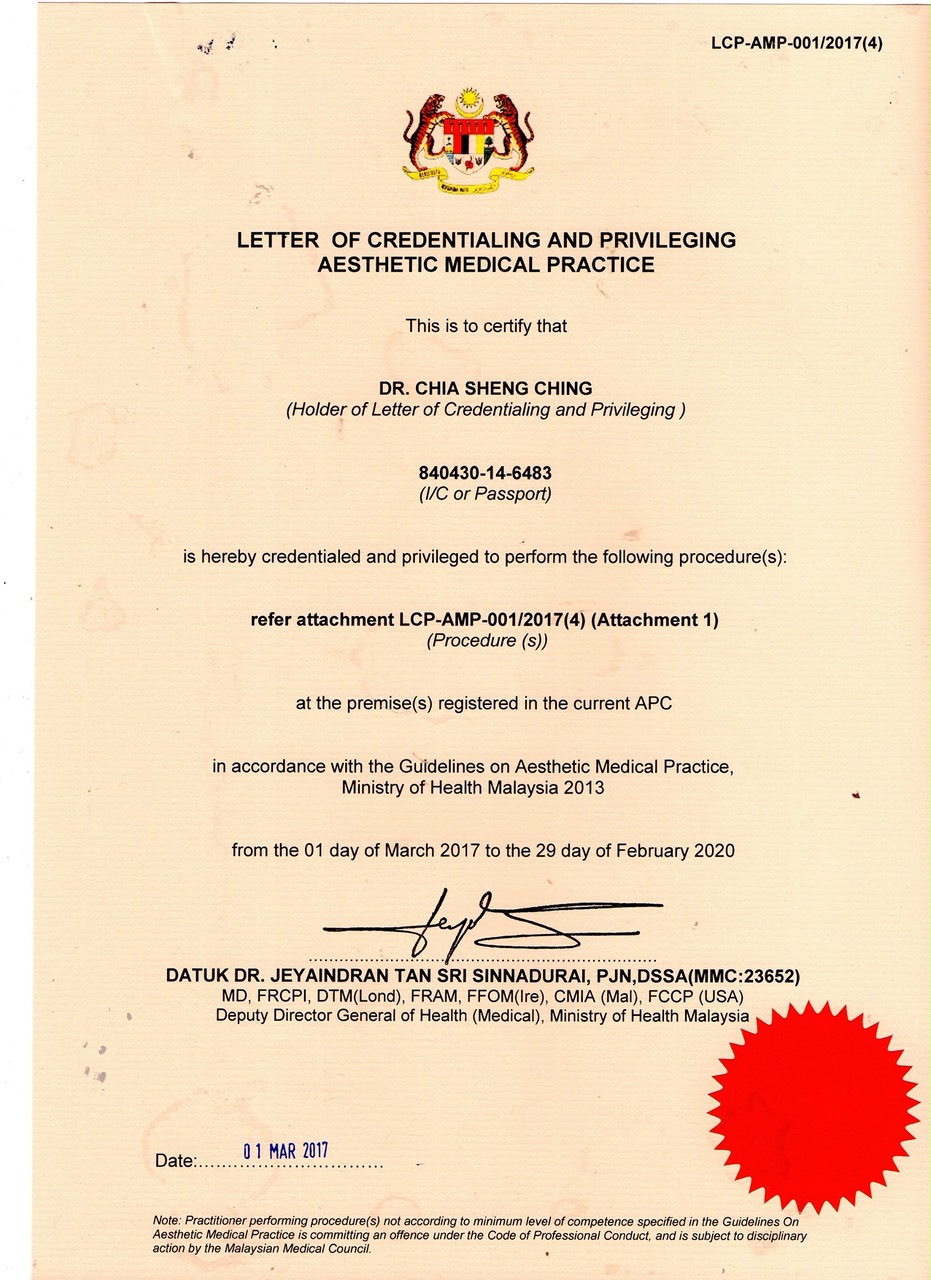 LCP-AMP-001/2017(4)
LETTER OF CREDENTIALING AND PRIVILEGING
AESTHETIC MEDICAL PRACTICE
This is to certify that
DR. CHIA SHENG CHING
(Holder of Letter of Credentialing and Privileging )
840430-14-6483
(I/C or Passport)
is hereby credentialed and privileged to perform the following procedure(s):
refer attachment LCP-AMP-001/2017(4) (Attachment 1)
(Procedure (s))
at the premise(s) registered in the current APC
in accordance with the Guidelines on Aesthetic Medical Practice,
Ministry of Health Malaysia 2013
from the 01 day of March 2017 to the 29 day of February 2020
DATUK DR. JEYAINDRAN TAN SRI SINNADURAI, PJN,DSSA(MMC:23652)
MD, FRCPI, DTM(Lond), FRAM, FFOM(Ire), CMIA (Mal), FCCP (USA)
Deputy Director General of Health (Medical), Ministry of Health Malaysia
Date:..... 01 MAR 2017
Note: Practitioner performing procedure(s) not according to minimum level of competence specified in the Guidelines On
Aesthetic Medical Practice is committing an offence under the Code of Professional Conduct, and is subject to disciplinary
action by the Malaysian Medical Council.